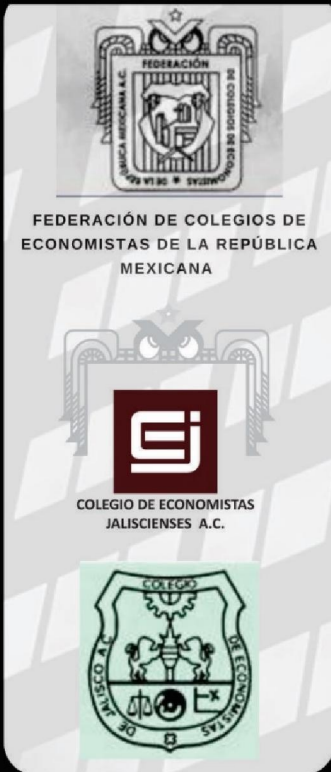 FEDERACIÓN
DE COLEGIOS DE ECONOMISTAS
DE LA REPÚBLICA MEXICANA A.C.
FEDERACIÓN DE COLEGIOS DE
ECONOMISTAS DE LA REPÚBLICA
MEXICANA
CEJ
COLEGIO DE ECONOMISTAS
JALISCIENSES A.C.
COLEGIO
DE ECONOMISTAS
DE JALISCO A.C.